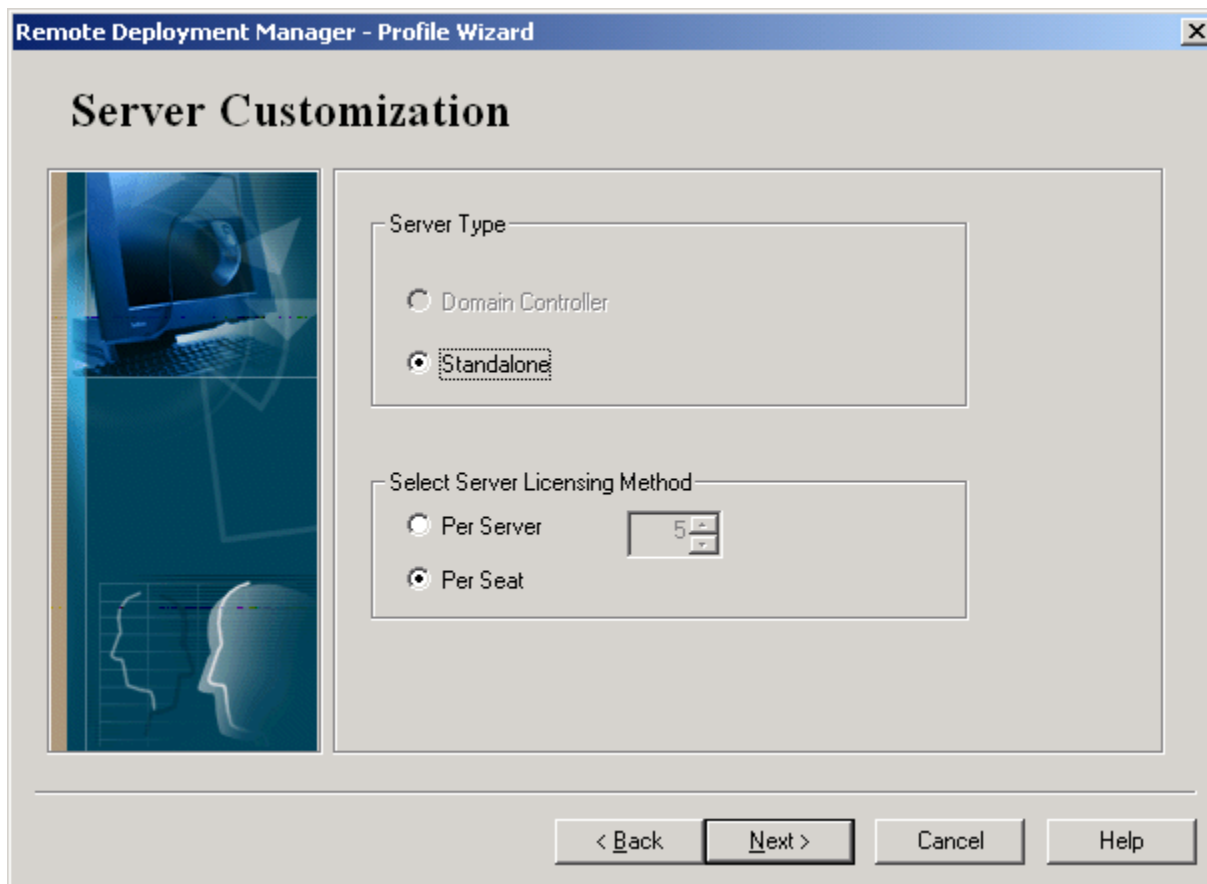 Remote Deployment Manager - Profile Wizard
Server Customization
Server Type
Domain Controller
Standalone
Select Server Licensing Method
Per Server 5
Per Seat
< Back Next > Cancel Help